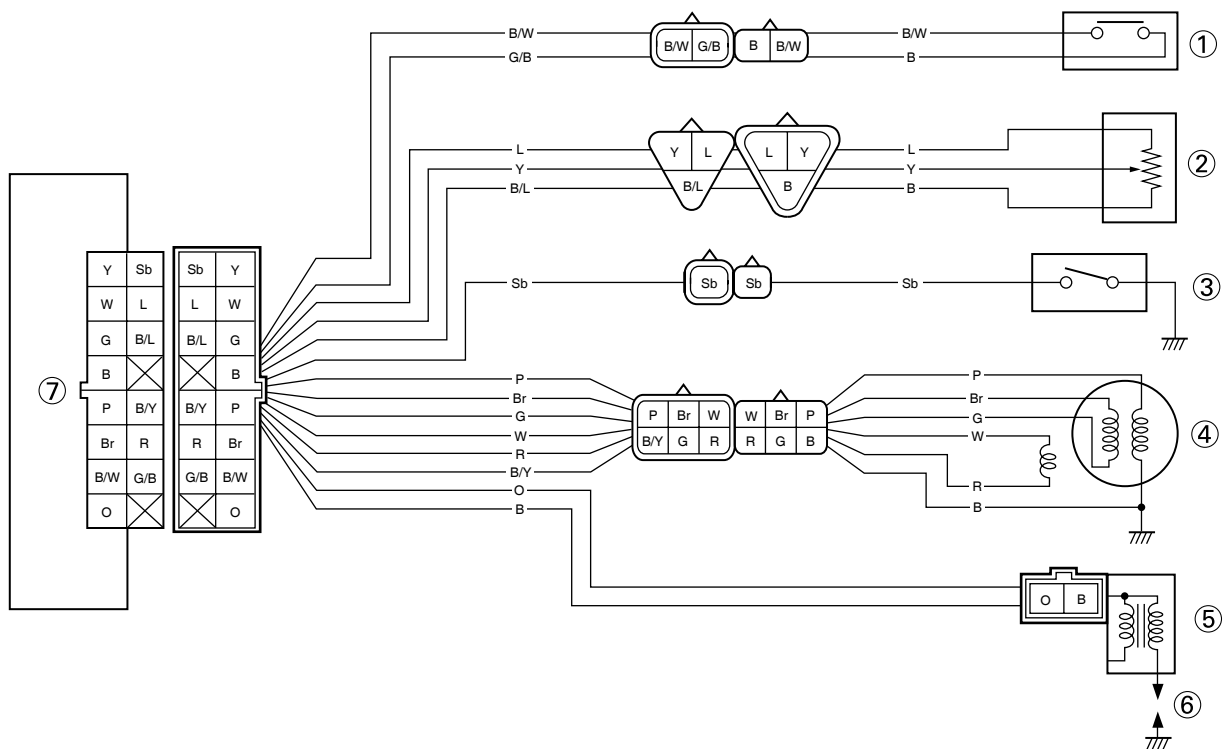 B/W
B/W G/B
B B/W
B/W
①
G/B
B
L
Y L
L Y
L
②
Y
B/L
B
Y
B/L
B
Sb
Sb
Sb
Sb
③
Y Sb
Sb Y
W L
L W
G B/L
B/L G
B
B
P B/Y
B/Y P
Br R
R Br
B/W G/B
G/B B/W
O
O
⑦
P
Br
G
W
R
B/Y
O
B
P Br W
B/Y G R
W Br P
R G B
P
Br
G
W
R
B
④
O B
⑤
⑥